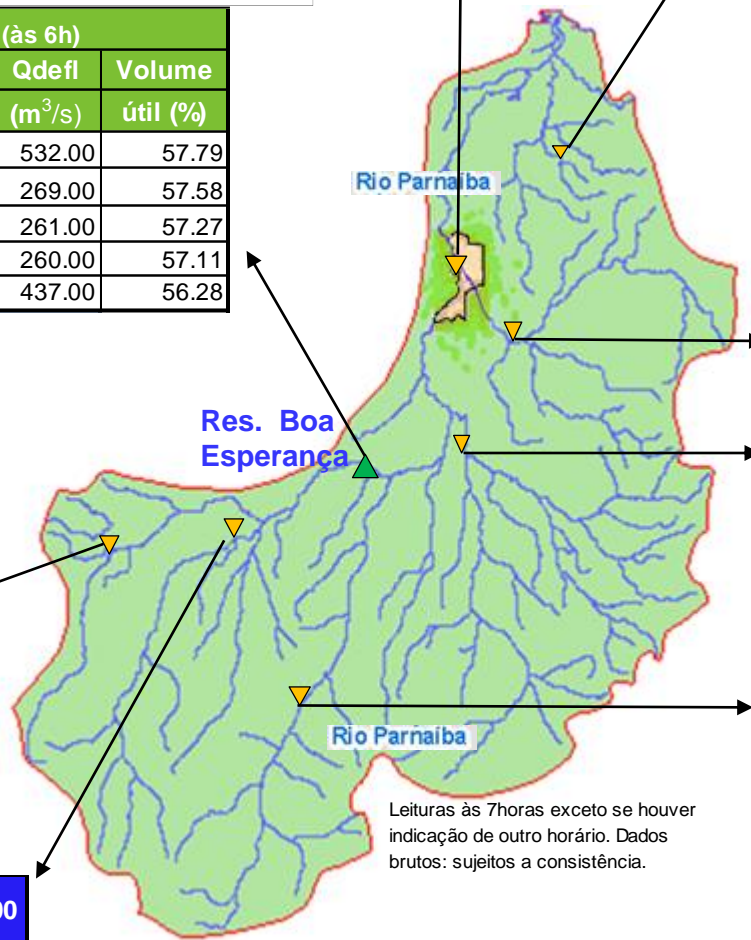 (às 6h)
Qdefl Volume
(m³/s) útil (%)
532.00 57.79
269.00 57.58
261.00 57.27
260.00 57.11
437.00 56.28
Rio Parnaíba
Res. Boa
Esperança
Rio Parnaíba
Leituras às 7horas exceto se houver
indicação de outro horário. Dados
brutos: sujeitos a consistência.